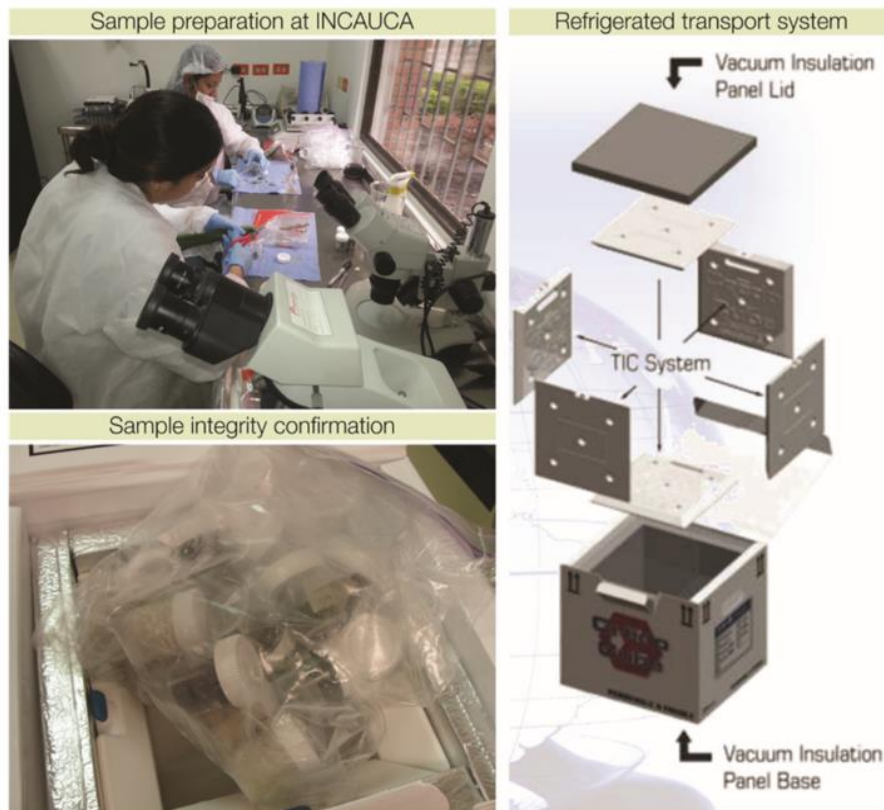 Sample preparation at INCAUCA
Refrigerated transport system
Vacuum Insulation
Panel Lid
TIC System
Sample integrity confirmation
Vacuum Insulation
Panel Base